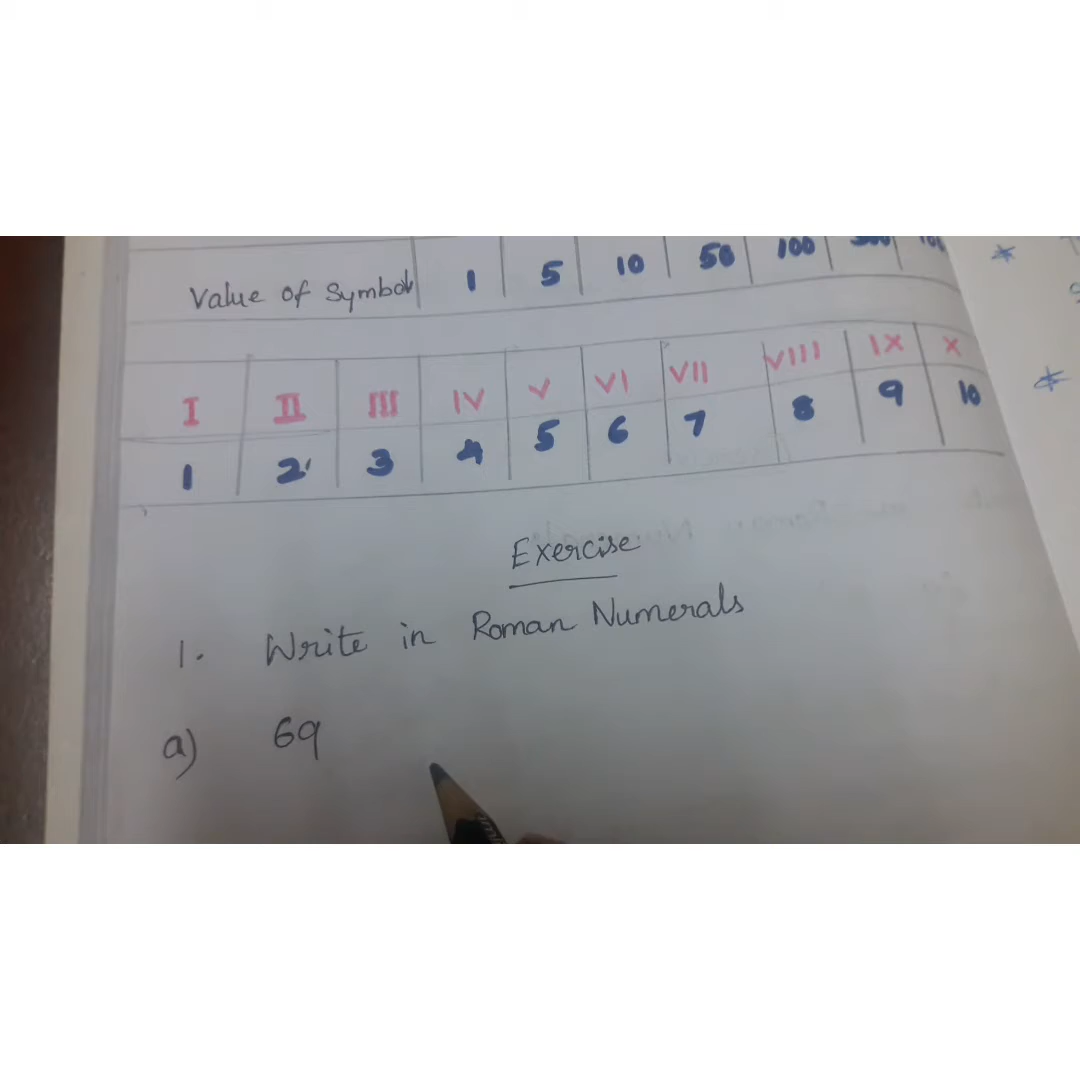 Value of Symbol 1 5 10 50 100
I II III IV V VI VII VIII IX X
1 2 3 4 5 6 7 8 9 10
Exercise
1. Write in Roman Numerals
a) 69